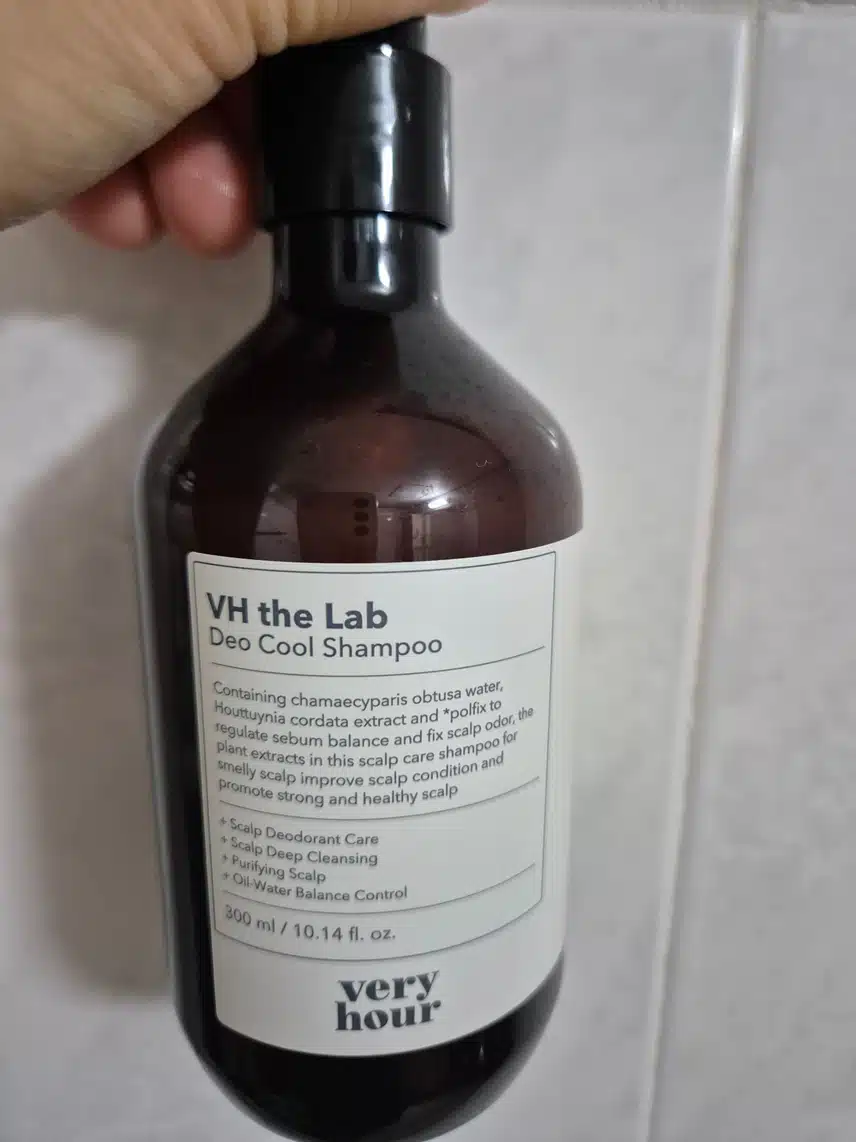 VH the Lab
Deo Cool Shampoo
Containing chamaecyparis obtusa water,
Houttuynia cordata extract and *polfix to
regulate sebum balance and fix scalp odor, the
plant extracts in this scalp care shampoo for
smelly scalp improve scalp condition and
promote strong and healthy scalp
+ Scalp Deodorant Care
+ Scalp Deep Cleansing
+ Purifying Scalp
+ Oil-Water Balance Control
300 ml / 10.14 fl. oz.
very
hour